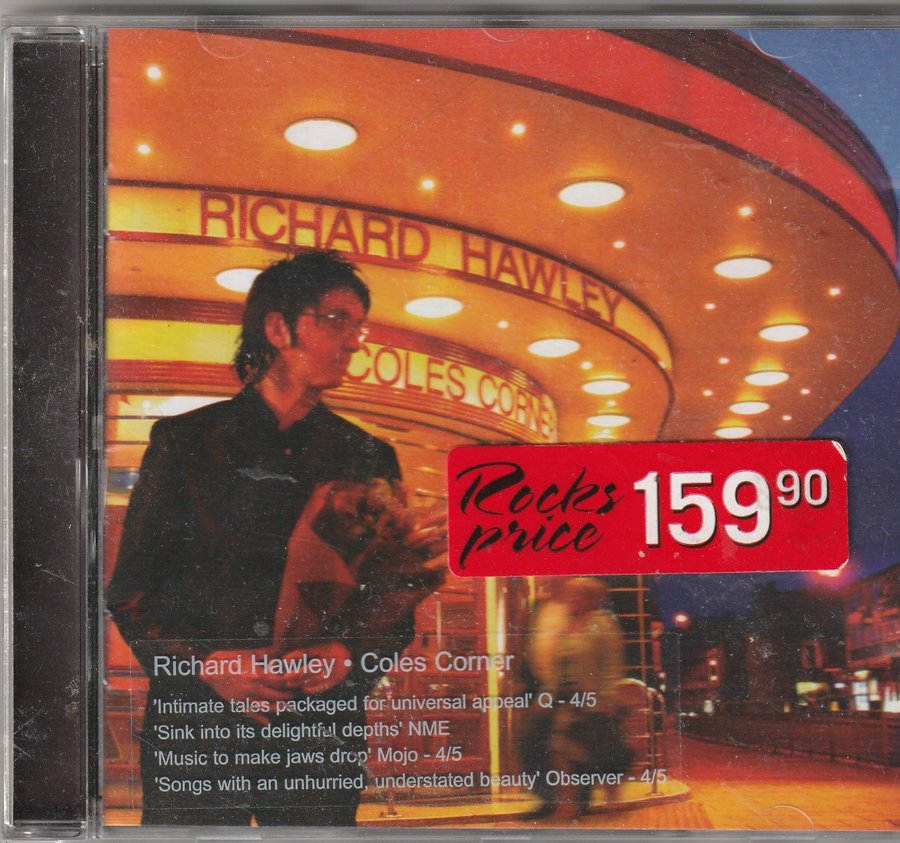 RICHARD HAWLEY
COLES CORNER
Rocks price 159 90
Richard Hawley • Coles Corner
'Intimate tales packaged for universal appeal' Q - 4/5
'Sink into its delightful depths' NME
'Music to make jaws drop' Mojo - 4/5
'Songs with an unhurried, understated beauty' Observer - 4/5